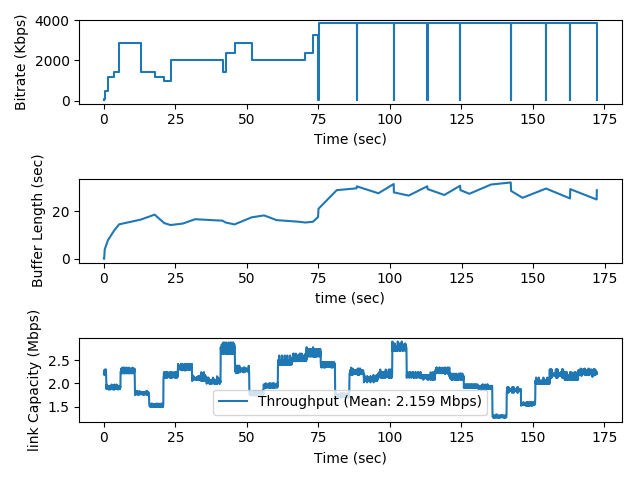 Bitrate (Kbps)
4000
2000
0
0 25 50 75 100 125 150 175
Time (sec)
Buffer Length (sec)
20
0
0 25 50 75 100 125 150 175
time (sec)
link Capacity (Mbps)
2.5
2.0
1.5
Throughput (Mean: 2.159 Mbps)
0 25 50 75 100 125 150 175
Time (sec)